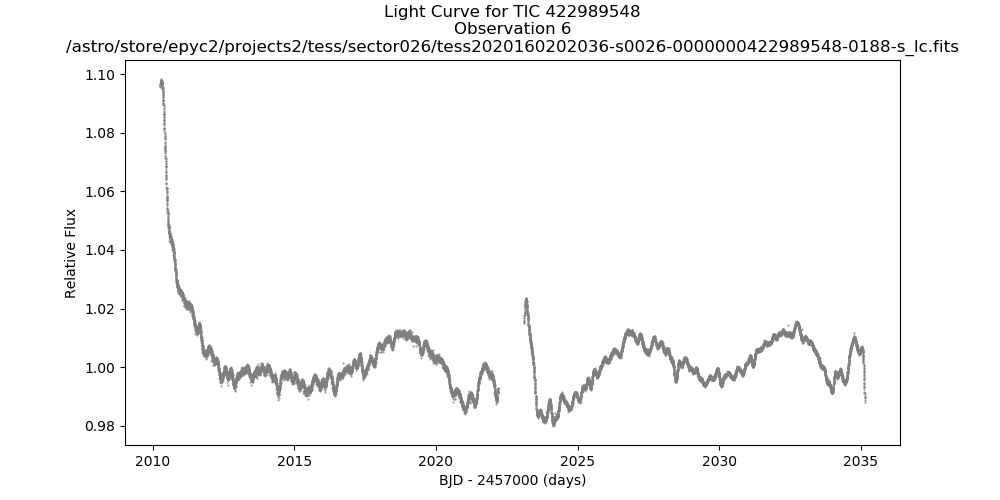 Light Curve for TIC 422989548
Observation 6
/astro/store/epyc2/projects2/tess/sector026/tess2020160202036-s0026-0000000422989548-0188-s_lc.fits
1.10
1.08
1.06
1.04
1.02
1.00
0.98
Relative Flux
2010
2015
2020
2025
2030
2035
BJD - 2457000 (days)